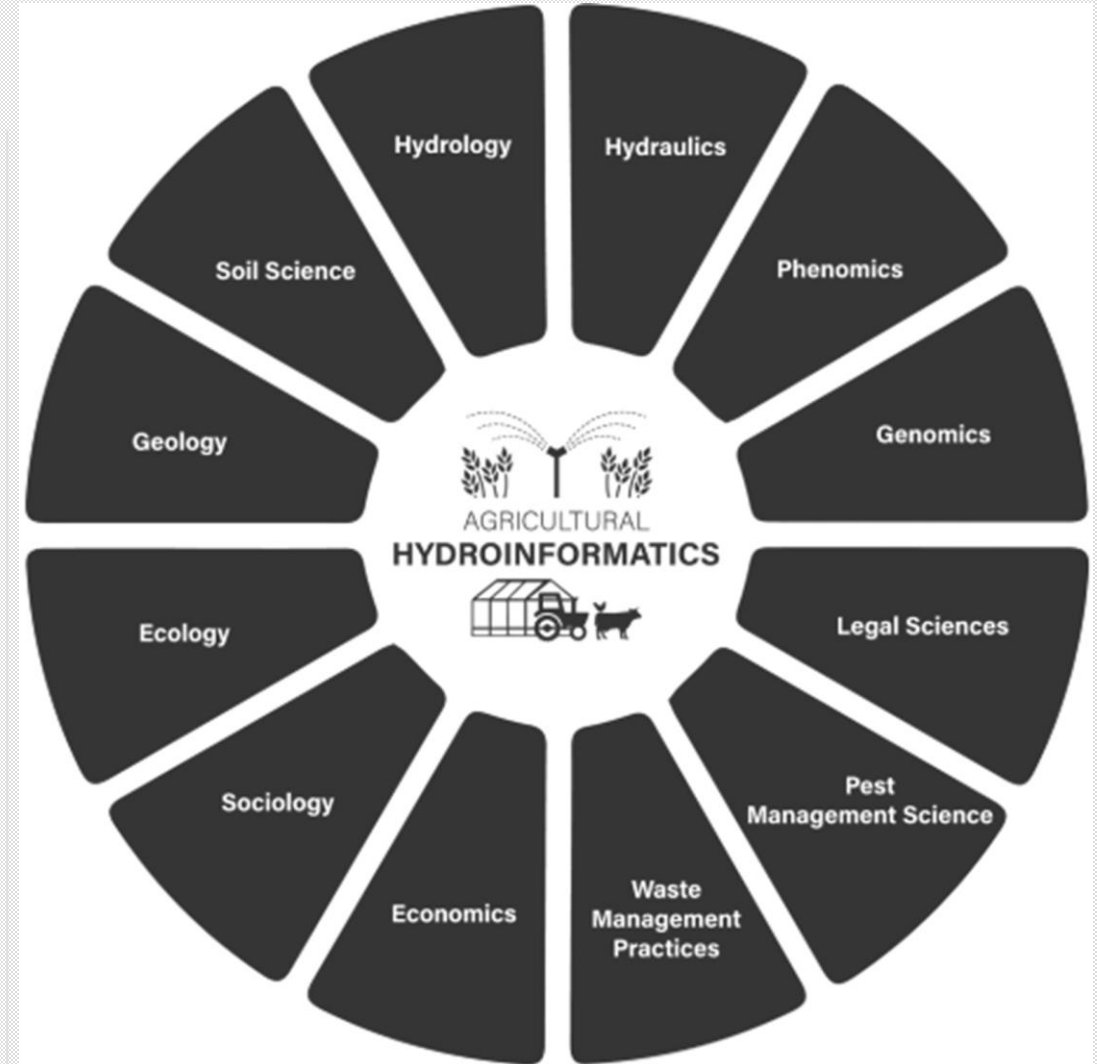 Hydrology
Hydraulics
Phenomics
Genomics
Legal Sciences
Pest
Management Science
Waste
Management
Practices
Economics
Sociology
Ecology
Geology
Soil Science
AGRICULTURAL
HYDROINFORMATICS